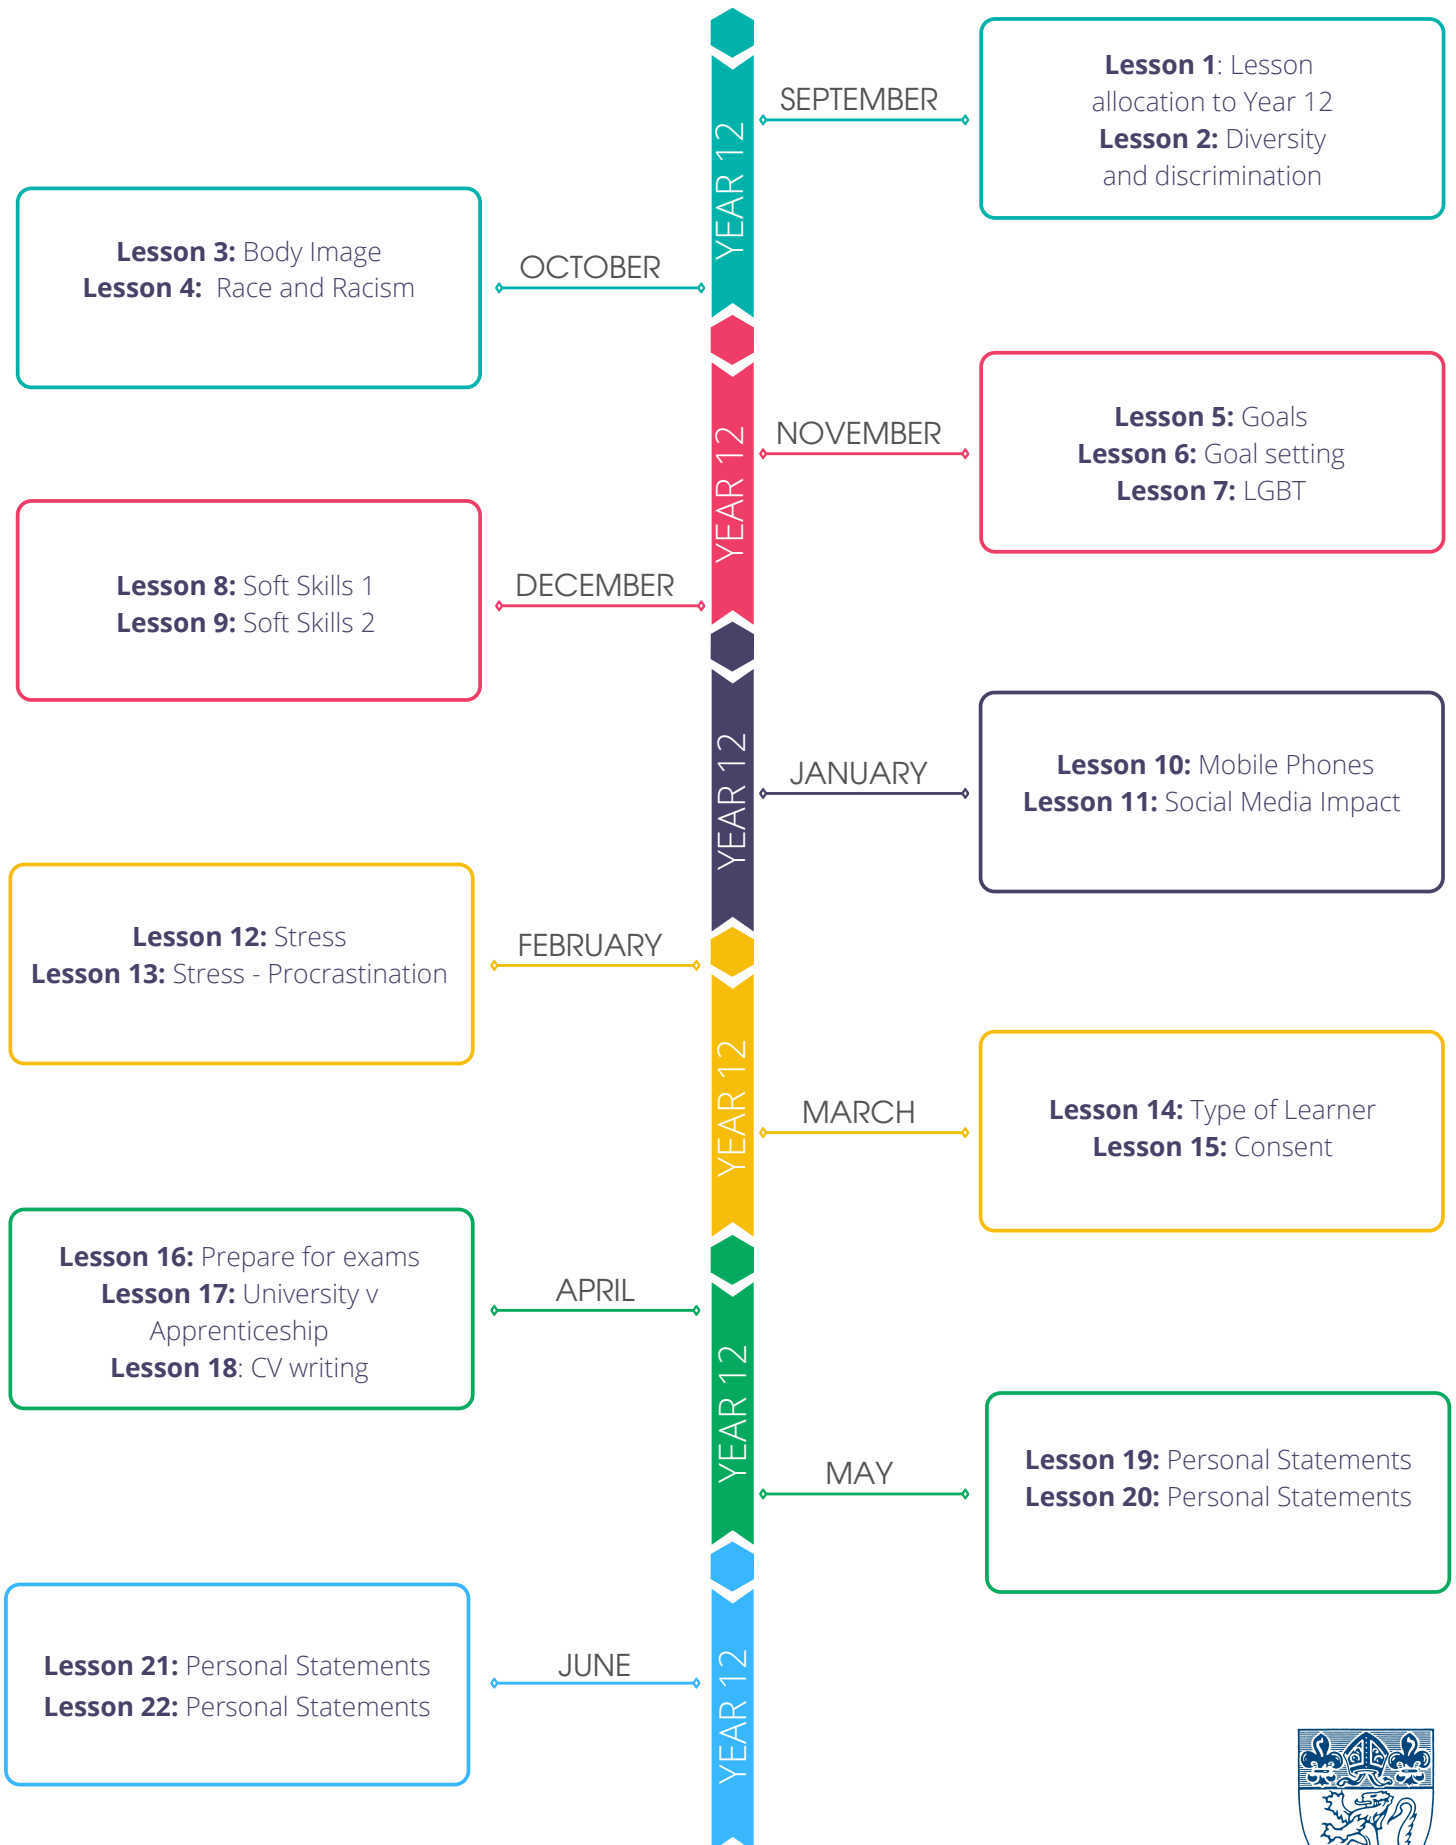 SEPTEMBER
Lesson 1: Lesson
allocation to Year 12
Lesson 2: Diversity
and discrimination
YEAR 12
OCTOBER
Lesson 3: Body Image
Lesson 4:  Race and Racism
NOVEMBER
Lesson 5: Goals
Lesson 6: Goal setting
Lesson 7: LGBT
YEAR 12
DECEMBER
Lesson 8: Soft Skills 1
Lesson 9: Soft Skills 2
JANUARY
Lesson 10: Mobile Phones
Lesson 11: Social Media Impact
YEAR 12
FEBRUARY
Lesson 12: Stress
Lesson 13: Stress - Procrastination
MARCH
Lesson 14: Type of Learner
Lesson 15: Consent
YEAR 12
APRIL
Lesson 16: Prepare for exams
Lesson 17: University v
Apprenticeship
Lesson 18: CV writing
YEAR 12
MAY
Lesson 19: Personal Statements
Lesson 20: Personal Statements
JUNE
Lesson 21: Personal Statements
Lesson 22: Personal Statements
YEAR 12